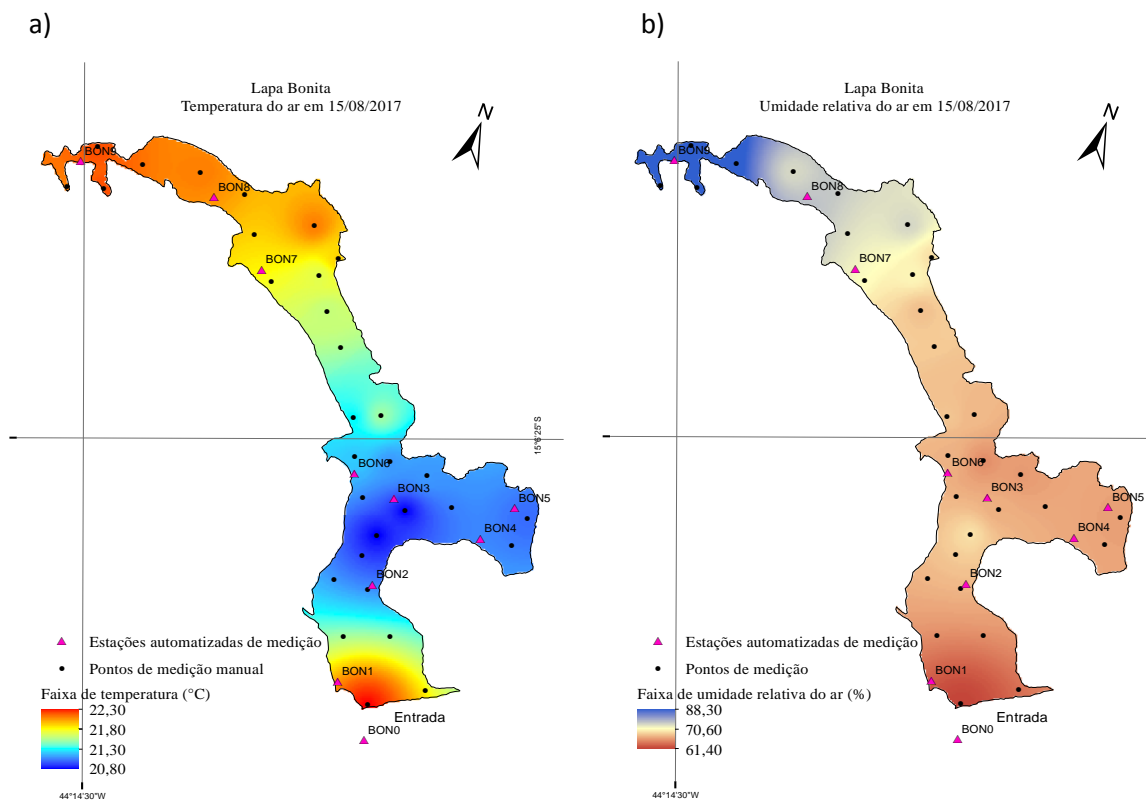 a)
Lapa Bonita
Temperatura do ar em 15/08/2017
N
BON9
BON8
BON7
15°6'25"S
BON6
BON3
BON5
BON4
BON2
BON1
Entrada
BON0
Estações automatizadas de medição
Pontos de medição manual
Faixa de temperatura (°C)
22,30
21,80
21,30
20,80
44°14'30"W
b)
Lapa Bonita
Umidade relativa do ar em 15/08/2017
N
BON9
BON8
BON7
BON6
BON3
BON5
BON4
BON2
BON1
Entrada
BON0
Estações automatizadas de medição
Pontos de medição
Faixa de umidade relativa do ar (%)
88,30
70,60
61,40
44°14'30"W